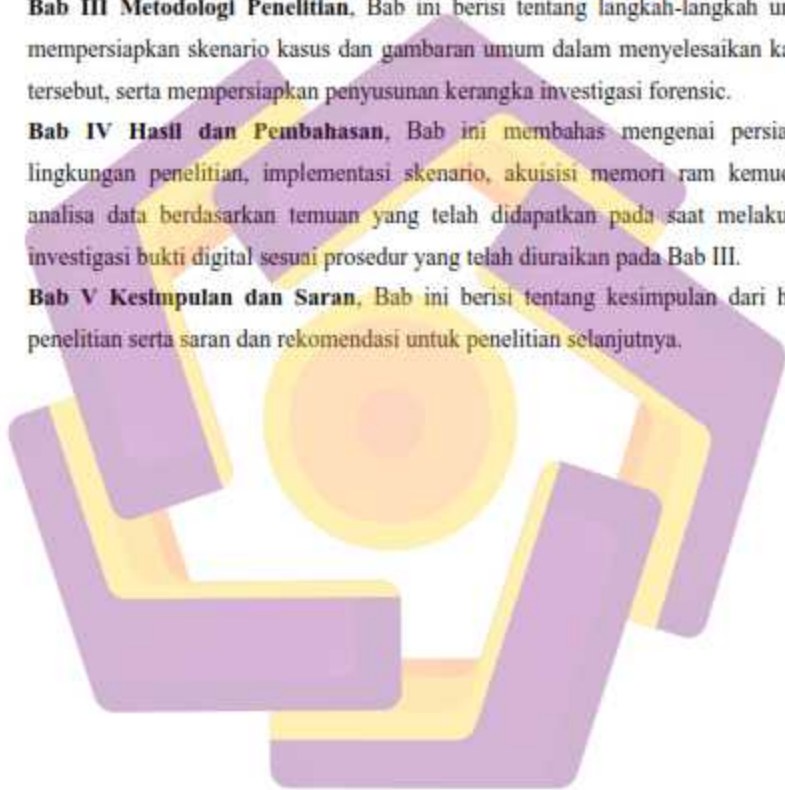 Bab III Metodologi Penelitian, Bab ini berisi tentang langkah-langkah
mempersiapkan skenario kasus dan gambaran umum dalam menyelesaikan
tersebut, serta mempersiapkan penyusunan kerangka investigasi forensic.
Bab IV Hasil dan Pembahasan, Bab ini membahas mengenai
lingkungan penelitian, implementasi skenario, akuisisi memori ram
analisa data berdasarkan temuan yang telah didapatkan pada saat
investigasi bukti digital sesuai prosedur yang telah diuraikan pada Bab III.
Bab V Kesimpulan dan Saran, Bab ini berisi tentang kesimpulan dari
penelitian serta saran dan rekomendasi untuk penelitian selanjutnya.